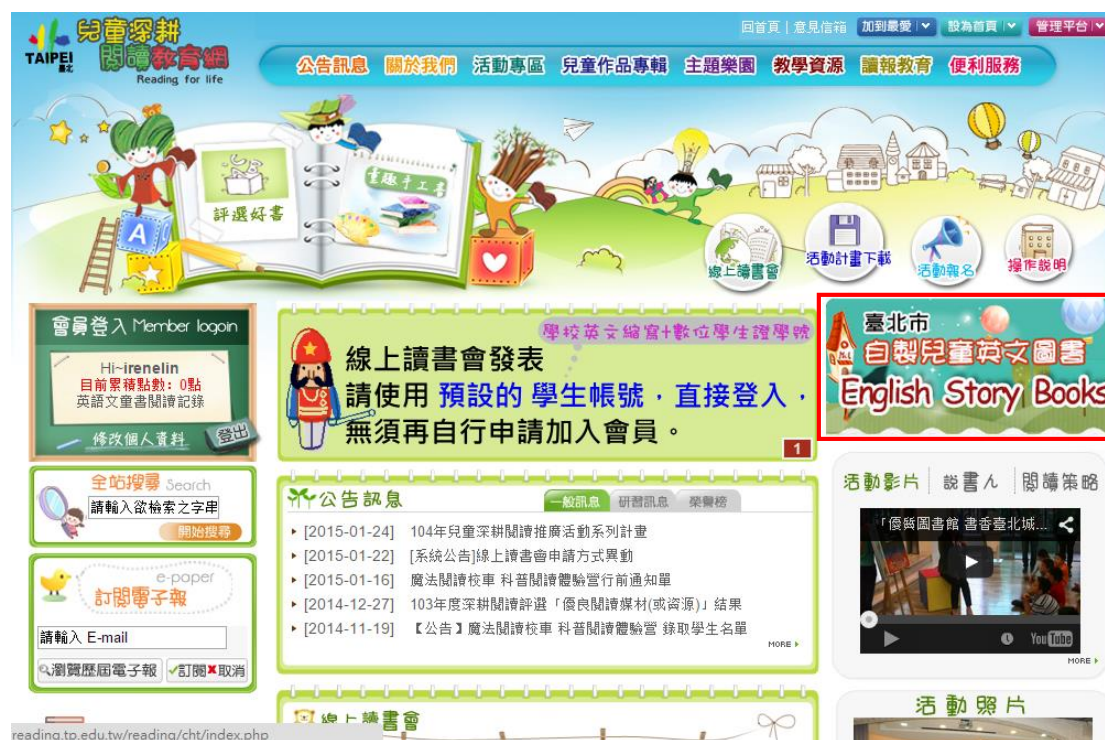 回首頁 | 意見信箱 加到最愛 設為首頁 管理平台
兒童深耕
閱讀教育網
TAIPEI
臺北
Reading for life
公告訊息 關於我們 活動專區 兒童作品專輯 主題樂園 教學資源 讀報教育 便利服務
評選好書
童趣手工書
A
線上讀書會
活動計畫下載
活動報名
操作說明
會員登入 Member logoin
Hi~irenelin
目前累積點數: 0點
英語文童書閱讀記錄
修改個人資料 登出
學校英文縮寫+數位學生證學號
線上讀書會發表
請使用 預設的 學生帳號，直接登入，
無須再自行申請加入會員。
1
臺北市
自製兒童英文圖書
English Story Books
全站搜尋 Search
請輸入欲檢索之字串
開始搜尋
e-paper
訂閱電子報
請輸入 E-mail
瀏覽歷屆電子報 訂閱 取消
公告訊息 一般訊息 研習訊息 榮譽榜
[2015-01-24] 104年兒童深耕閱讀推廣活動系列計畫
[2015-01-22] [系統公告]線上讀書會申請方式異動
[2015-01-16] 魔法閱讀校車 科普閱讀體驗營行前通知單
[2014-12-27] 103年度深耕閱讀評選「優良閱讀媒材(或資源)」結果
[2014-11-19] 【公告】魔法閱讀校車 科普閱讀體驗營 錄取學生名單
MORE
活動影片 說書人 閱讀策略
「優質圖書館 書香臺北城...
YouTube
MORE
線上讀書會
活動照片
reading.tp.edu.tw/reading/cht/index.php